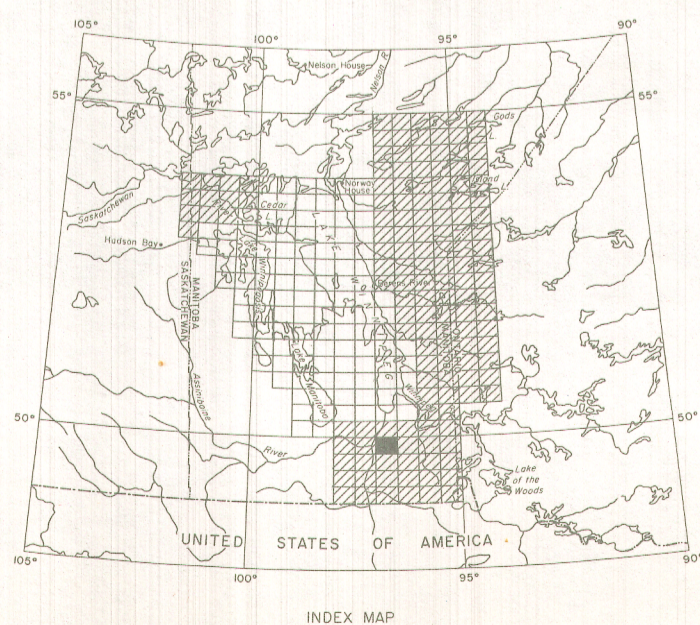 105°
100°
95°
90°
Nelson House
Nelson R
55°
55°
Gods
L.
Island
L
Norway
House
Cedar
L.
Saskatchewan
Hudson Bay
LAKE
WINNIPEG
Winnipegosis
Berens River
MANITOBA
SASKATCHEWAN
ONTARIO
MANITOBA
Lake
Manitoba
Winnipeg
Assiniboine
River
50°
50°
Lake
of the
Woods
UNITED STATES OF AMERICA
105°
100°
95°
90°
INDEX MAP